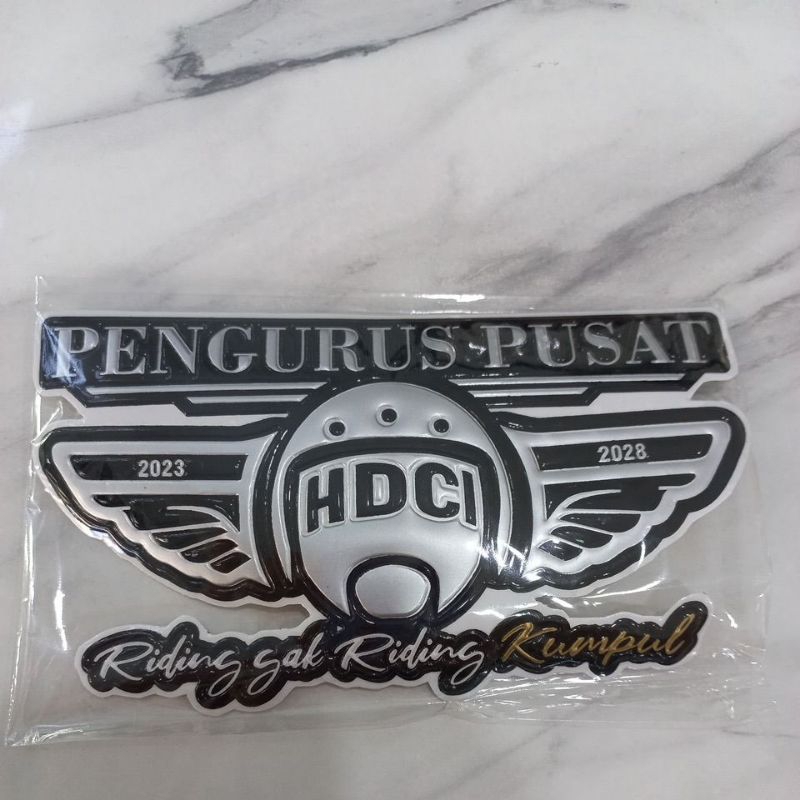 PENGURUS PUSAT
2023
2028
HDCI
Riding gak Riding Kumpul